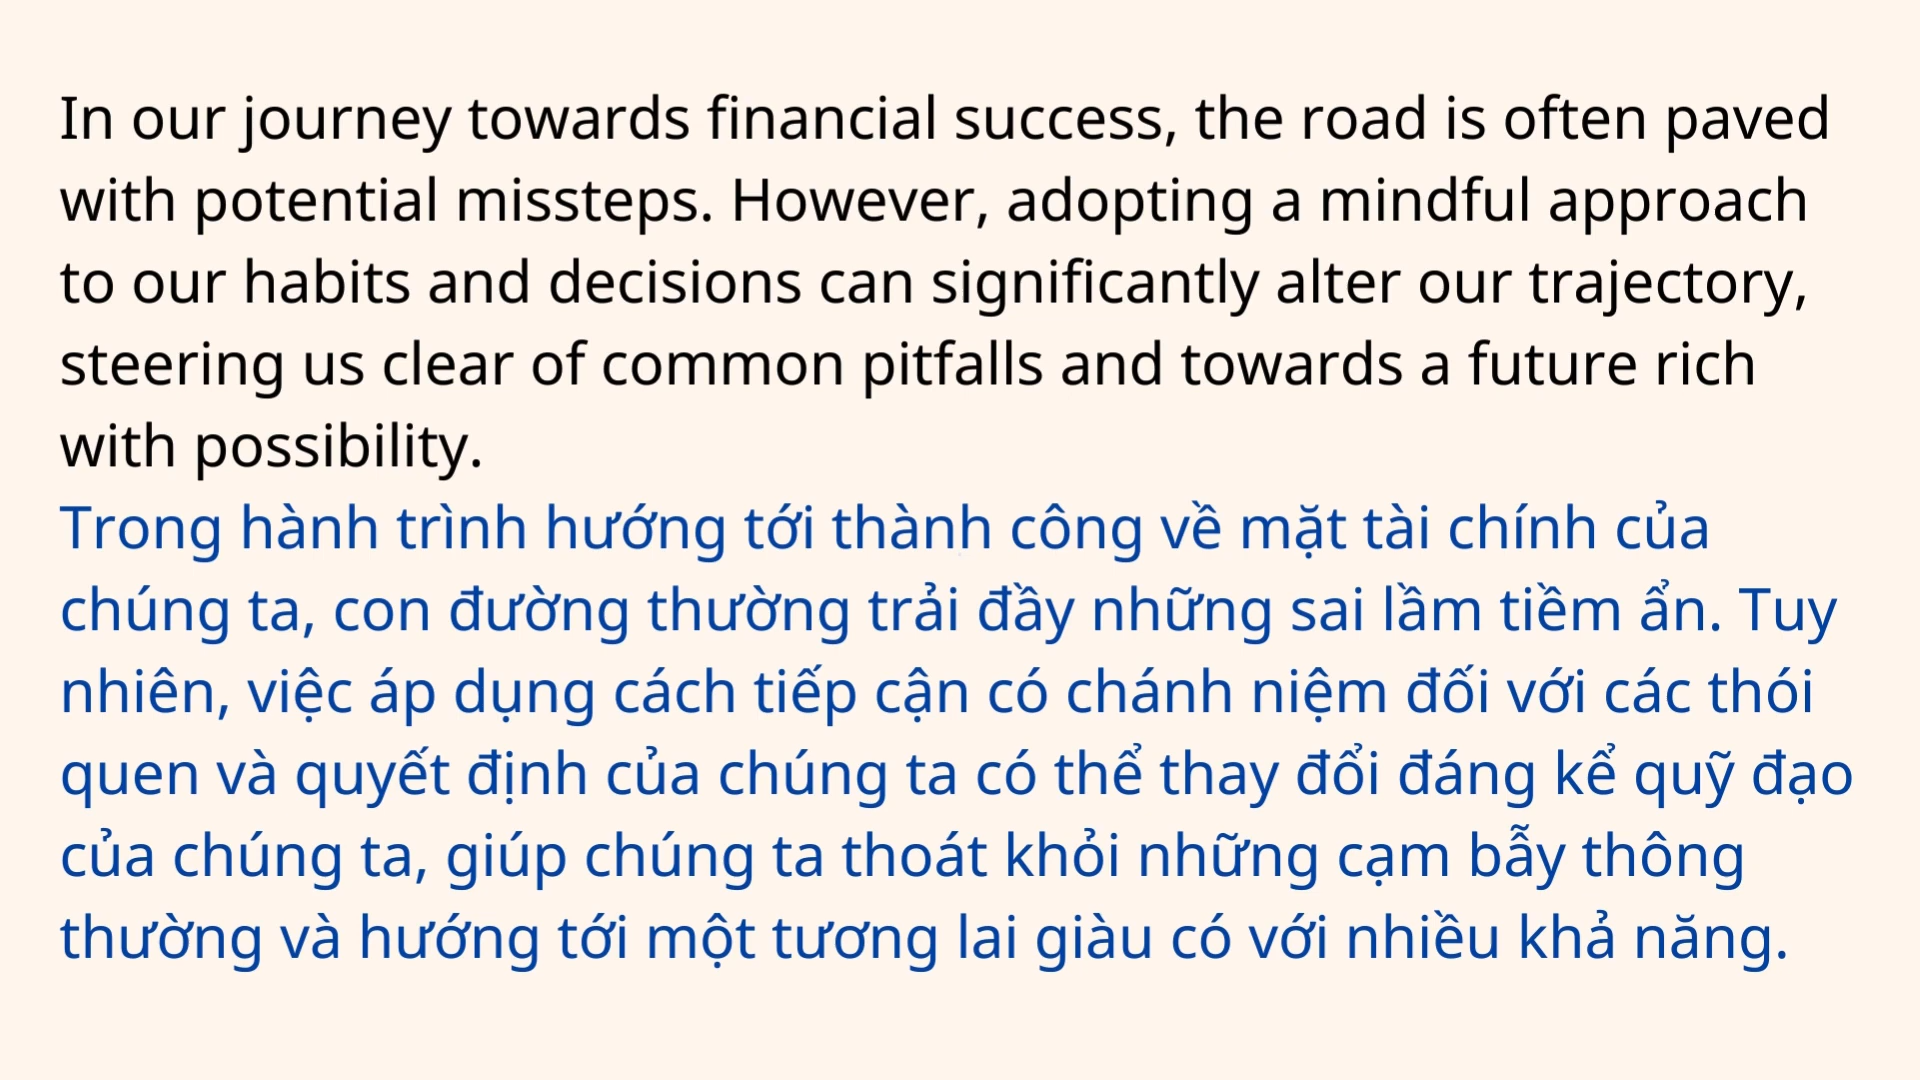 In our journey towards financial success, the road is often paved
with potential missteps. However, adopting a mindful approach
to our habits and decisions can significantly alter our trajectory,
steering us clear of common pitfalls and towards a future rich
with possibility.
Trong hành trình hướng tới thành công về mặt tài chính của
chúng ta, con đường thường trải đầy những sai lầm tiềm ẩn. Tuy
nhiên, việc áp dụng cách tiếp cận có chánh niệm đối với các thói
quen và quyết định của chúng ta có thể thay đổi đáng kể quỹ đạo
của chúng ta, giúp chúng ta thoát khỏi những cạm bẫy thông
thường và hướng tới một tương lai giàu có với nhiều khả năng.